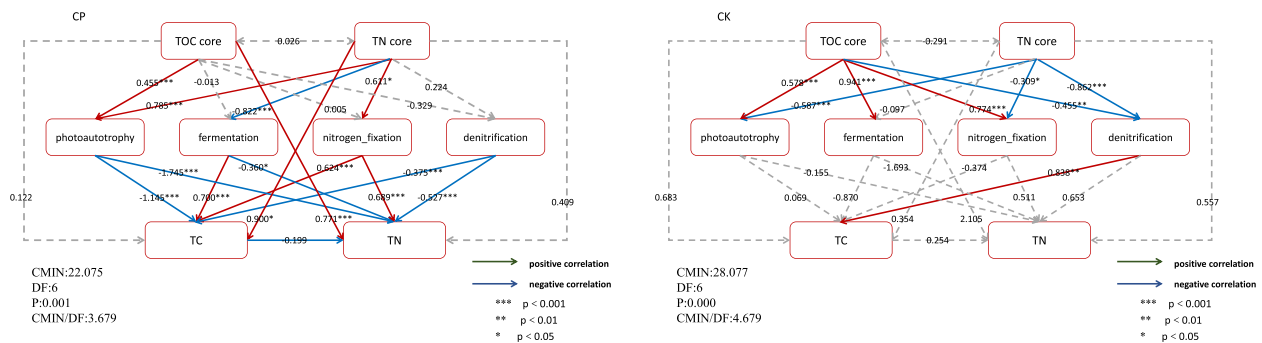 CP
TOC core
TN core
-0.026
0.455***
-0.013
0.611*
0.224
0.785***
-0.822***
0.005
-0.329
photoautotrophy
fermentation
nitrogen_fixation
denitrification
-1.745***
-0.360*
0.624***
-0.375***
0.122
-1.145***
0.700***
0.689***
-0.527***
0.409
0.900*
0.771***
TC
-0.199
TN
CMIN:22.075
DF:6
P:0.001
CMIN/DF:3.679
positive correlation
negative correlation
*** p < 0.001
** p < 0.01
* p < 0.05
CK
TOC core
TN core
-0.291
0.578***
0.941***
-0.309*
-0.862***
-0.587***
-0.097
0.774***
-0.455**
photoautotrophy
fermentation
nitrogen_fixation
denitrification
-0.155
-1.693
-0.374
0.838**
0.683
0.069
-0.870
0.511
0.653
0.557
0.354
2.105
TC
0.254
TN
CMIN:28.077
DF:6
P:0.000
CMIN/DF:4.679
positive correlation
negative correlation
*** p < 0.001
** p < 0.01
* p < 0.05